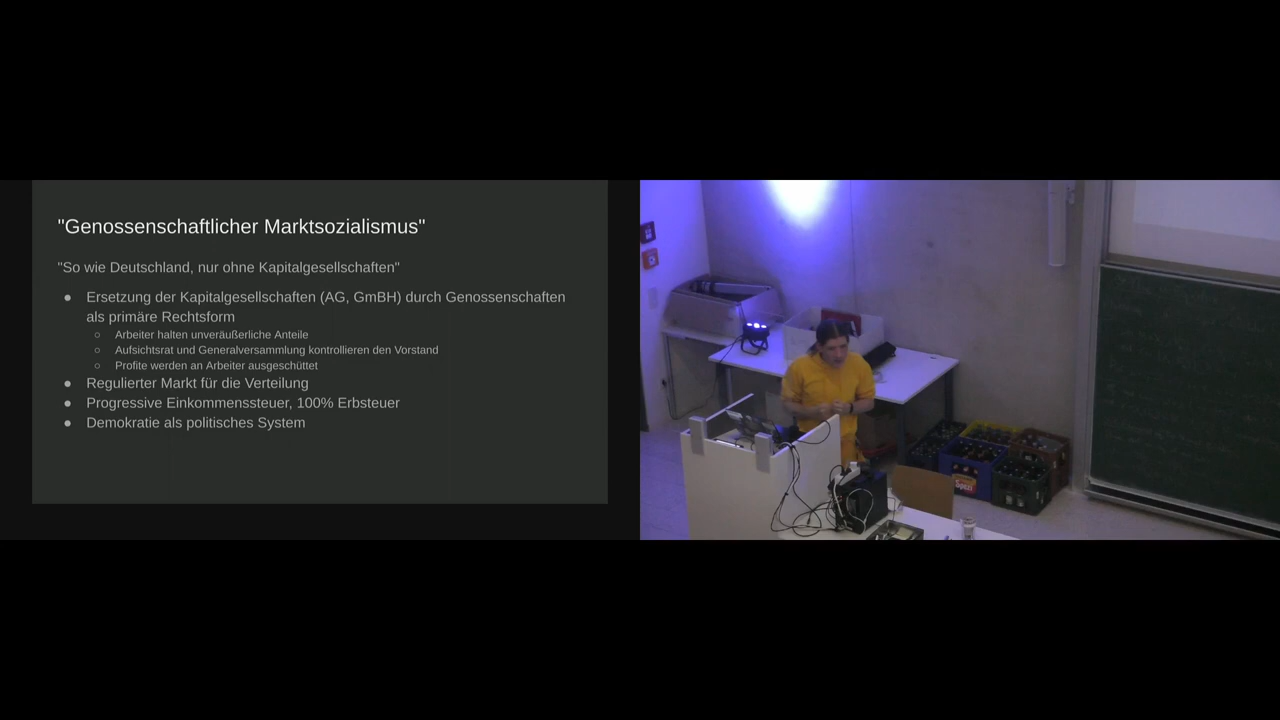 "Genossenschaftlicher Marktsozialismus"
"So wie Deutschland, nur ohne Kapitalgesellschaften"
● Ersetzung der Kapitalgesellschaften (AG, GmBH) durch Genossenschaften
als primäre Rechtsform
○ Arbeiter halten unveräußerliche Anteile
○ Aufsichtsrat und Generalversammlung kontrollieren den Vorstand
○ Profite werden an Arbeiter ausgeschüttet
● Regulierter Markt für die Verteilung
● Progressive Einkommenssteuer, 100% Erbsteuer
● Demokratie als politisches System
Spezi